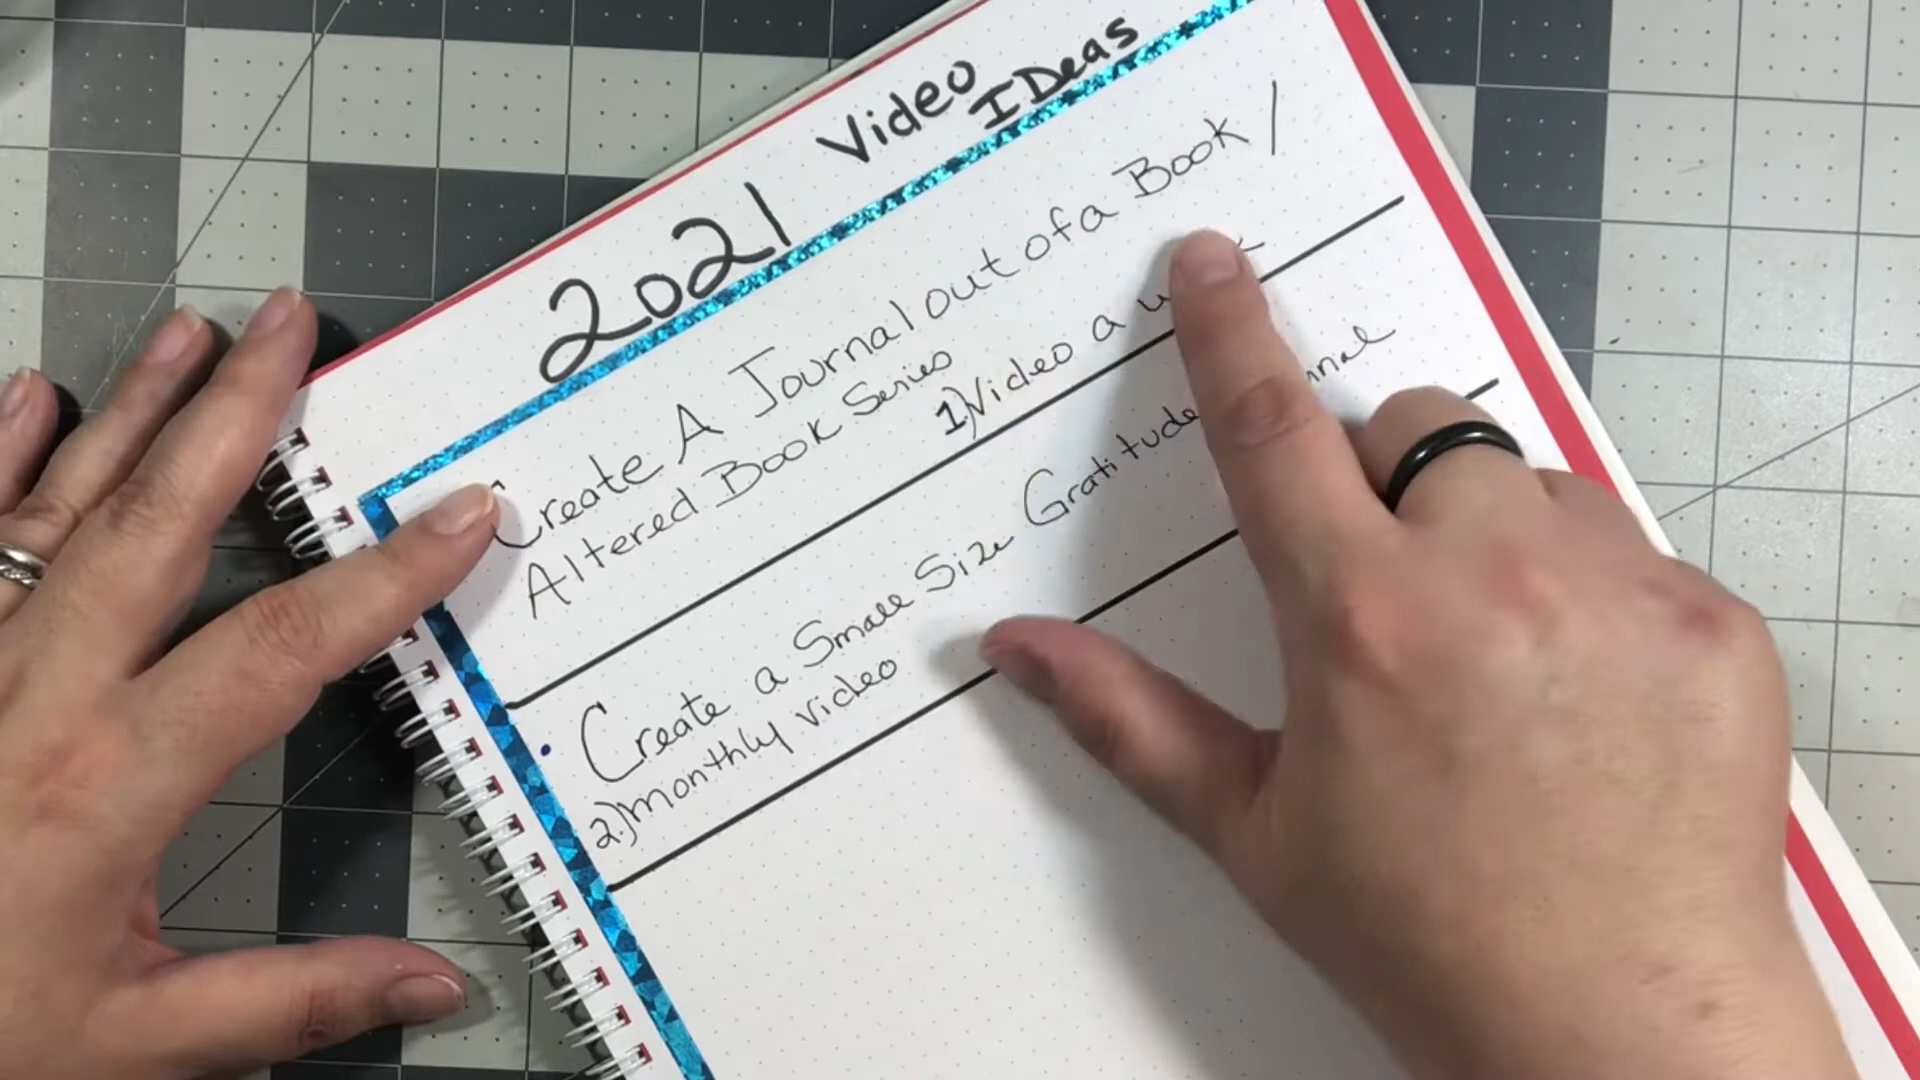 2021 Video
IDeas
Create A Journal out of a Book /
Altered Book Series
1) Video a
Create a Small Size Gratitude
2.) monthly video